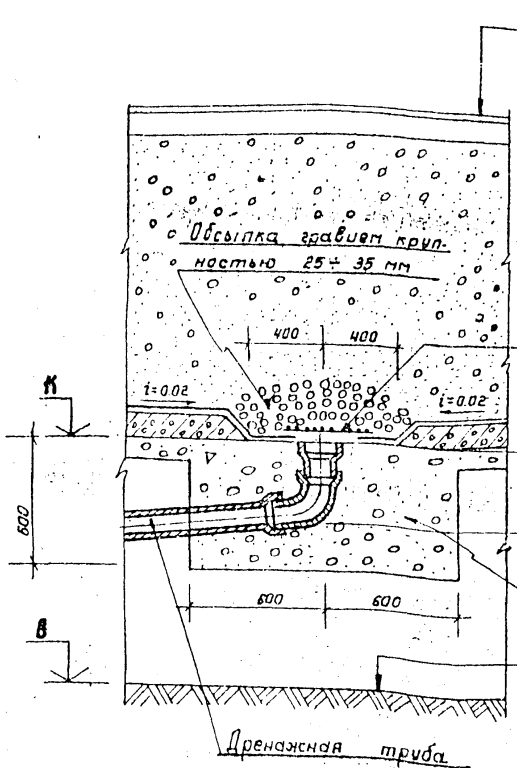 Обсыпка гравием круп-
ностью 25÷35 мм
400 400
К
i=0.02 i=0.02
600
600 600
В
Дренажная труба